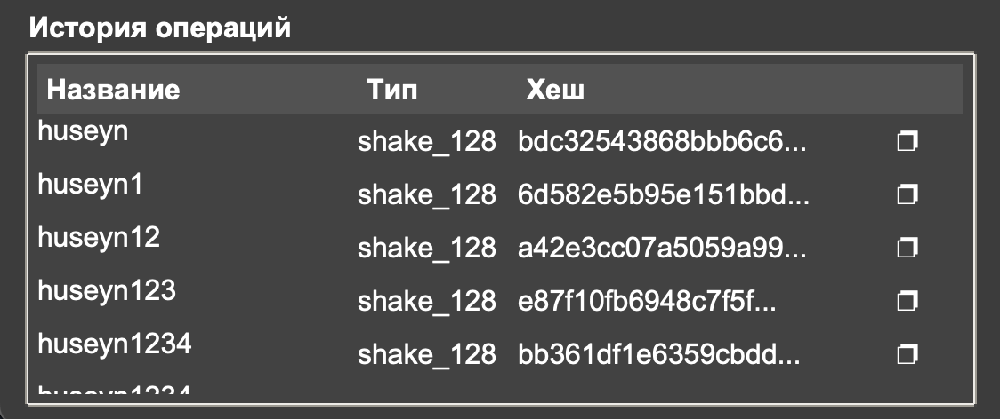 История операций
Название Тип Хеш
huseyn shake_128 bdc32543868bbb6c6...
huseyn1 shake_128 6d582e5b95e151bbd...
huseyn12 shake_128 a42e3cc07a5059a99...
huseyn123 shake_128 e87f10fb6948c7f5f...
huseyn1234 shake_128 bb361df1e6359cbdd...